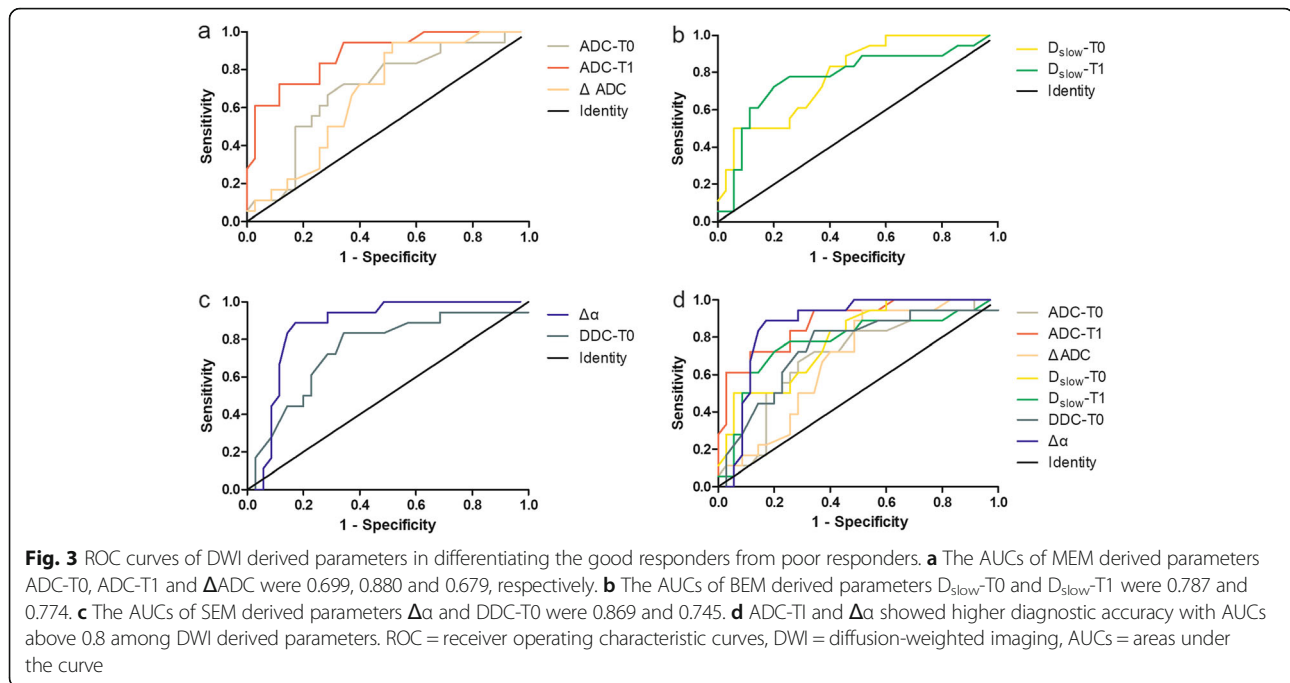 a
ADC-T0
ADC-T1
Δ ADC
Identity
Sensitivity
1.0
0.8
0.6
0.4
0.2
0.0
0.0 0.2 0.4 0.6 0.8 1.0
1 - Specificity
b
Dslow-T0
Dslow-T1
Identity
Sensitivity
1.0
0.8
0.6
0.4
0.2
0.0
0.0 0.2 0.4 0.6 0.8 1.0
1 - Specificity
c
Δα
DDC-T0
Identity
Sensitivity
1.0
0.8
0.6
0.4
0.2
0.0
0.0 0.2 0.4 0.6 0.8 1.0
1 - Specificity
d
ADC-T0
ADC-T1
ΔADC
Dslow-T0
Dslow-T1
DDC-T0
Δα
Identity
Sensitivity
1.0
0.8
0.6
0.4
0.2
0.0
0.0 0.2 0.4 0.6 0.8 1.0
1 - Specificity
Fig. 3 ROC curves of DWI derived parameters in differentiating the good responders from poor responders. a The AUCs of MEM derived parameters
ADC-T0, ADC-T1 and ΔADC were 0.699, 0.880 and 0.679, respectively. b The AUCs of BEM derived parameters Dslow-T0 and Dslow-T1 were 0.787 and
0.774. c The AUCs of SEM derived parameters Δα and DDC-T0 were 0.869 and 0.745. d ADC-TI and Δα showed higher diagnostic accuracy with AUCs
above 0.8 among DWI derived parameters. ROC = receiver operating characteristic curves, DWI = diffusion-weighted imaging, AUCs = areas under
the curve